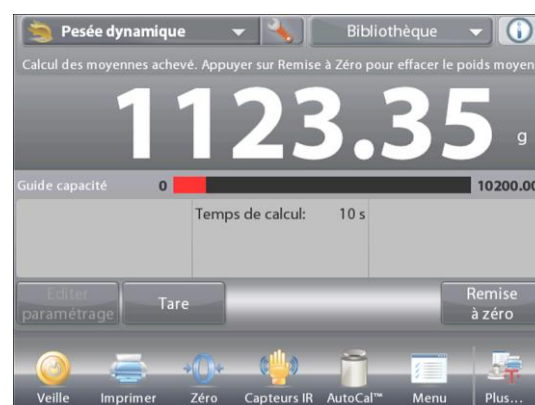 Pesée dynamique
Bibliothèque
Calcul des moyennes achevé. Appuyer sur Remise à Zéro pour effacer le poids moyen
1123.35 g
Guide capacité 0 10200.00
Temps de calcul: 10 s
Editer paramétrage
Tare
Remise à zéro
Veille
Imprimer
Zéro
Capteurs IR
AutoCal™
Menu
Plus...